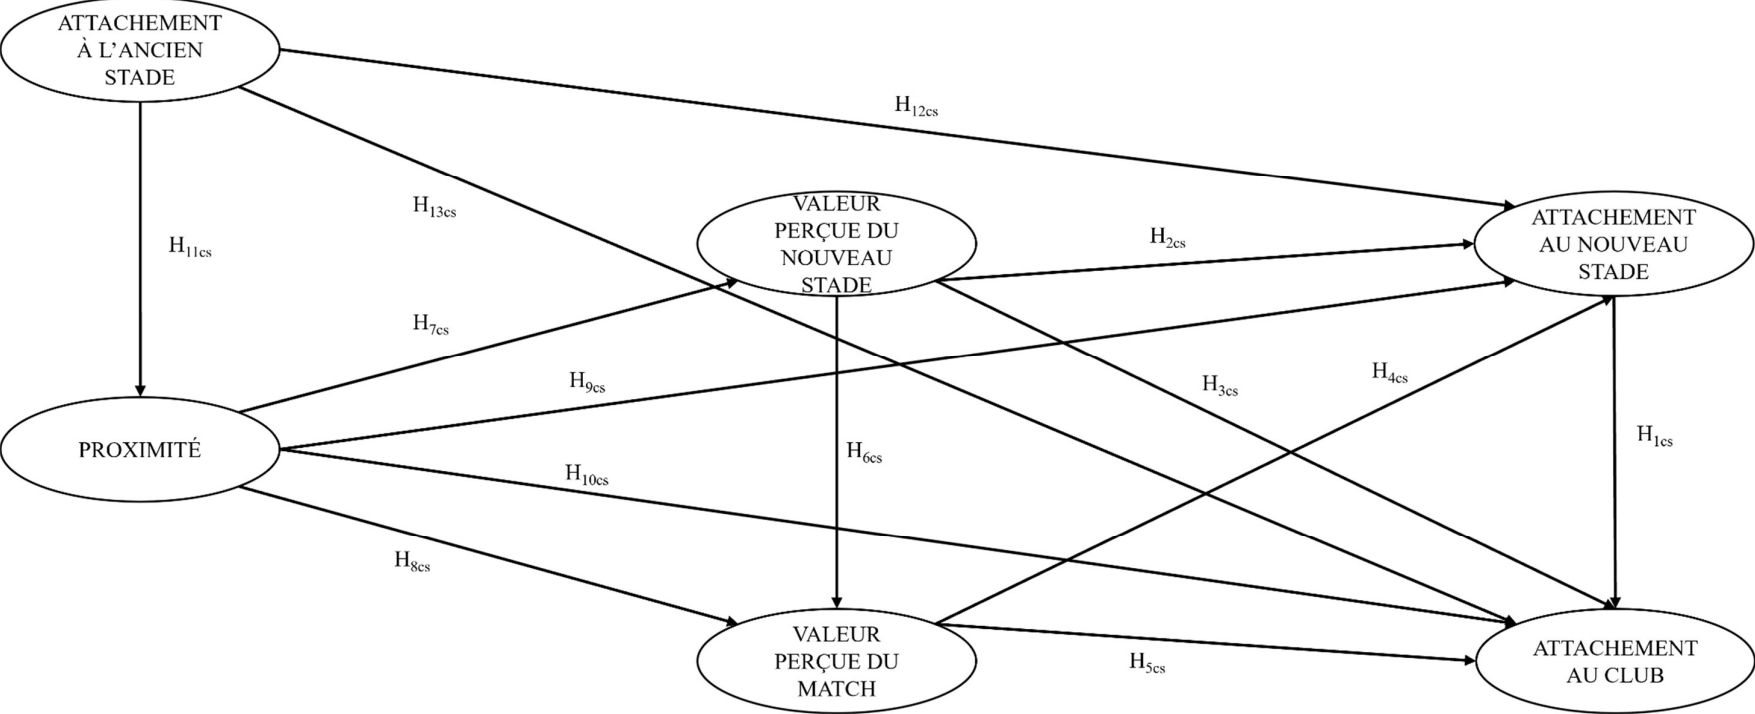 ATTACHEMENT
À L'ANCIEN
STADE
H12cs
H13cs
H11cs
VALEUR
PERÇUE DU
NOUVEAU
STADE
H2cs
ATTACHEMENT
AU NOUVEAU
STADE
H7cs
H9cs
H3cs
H4cs
PROXIMITÉ
H6cs
H1cs
H10cs
H8cs
VALEUR
PERÇUE DU
MATCH
H5cs
ATTACHEMENT
AU CLUB